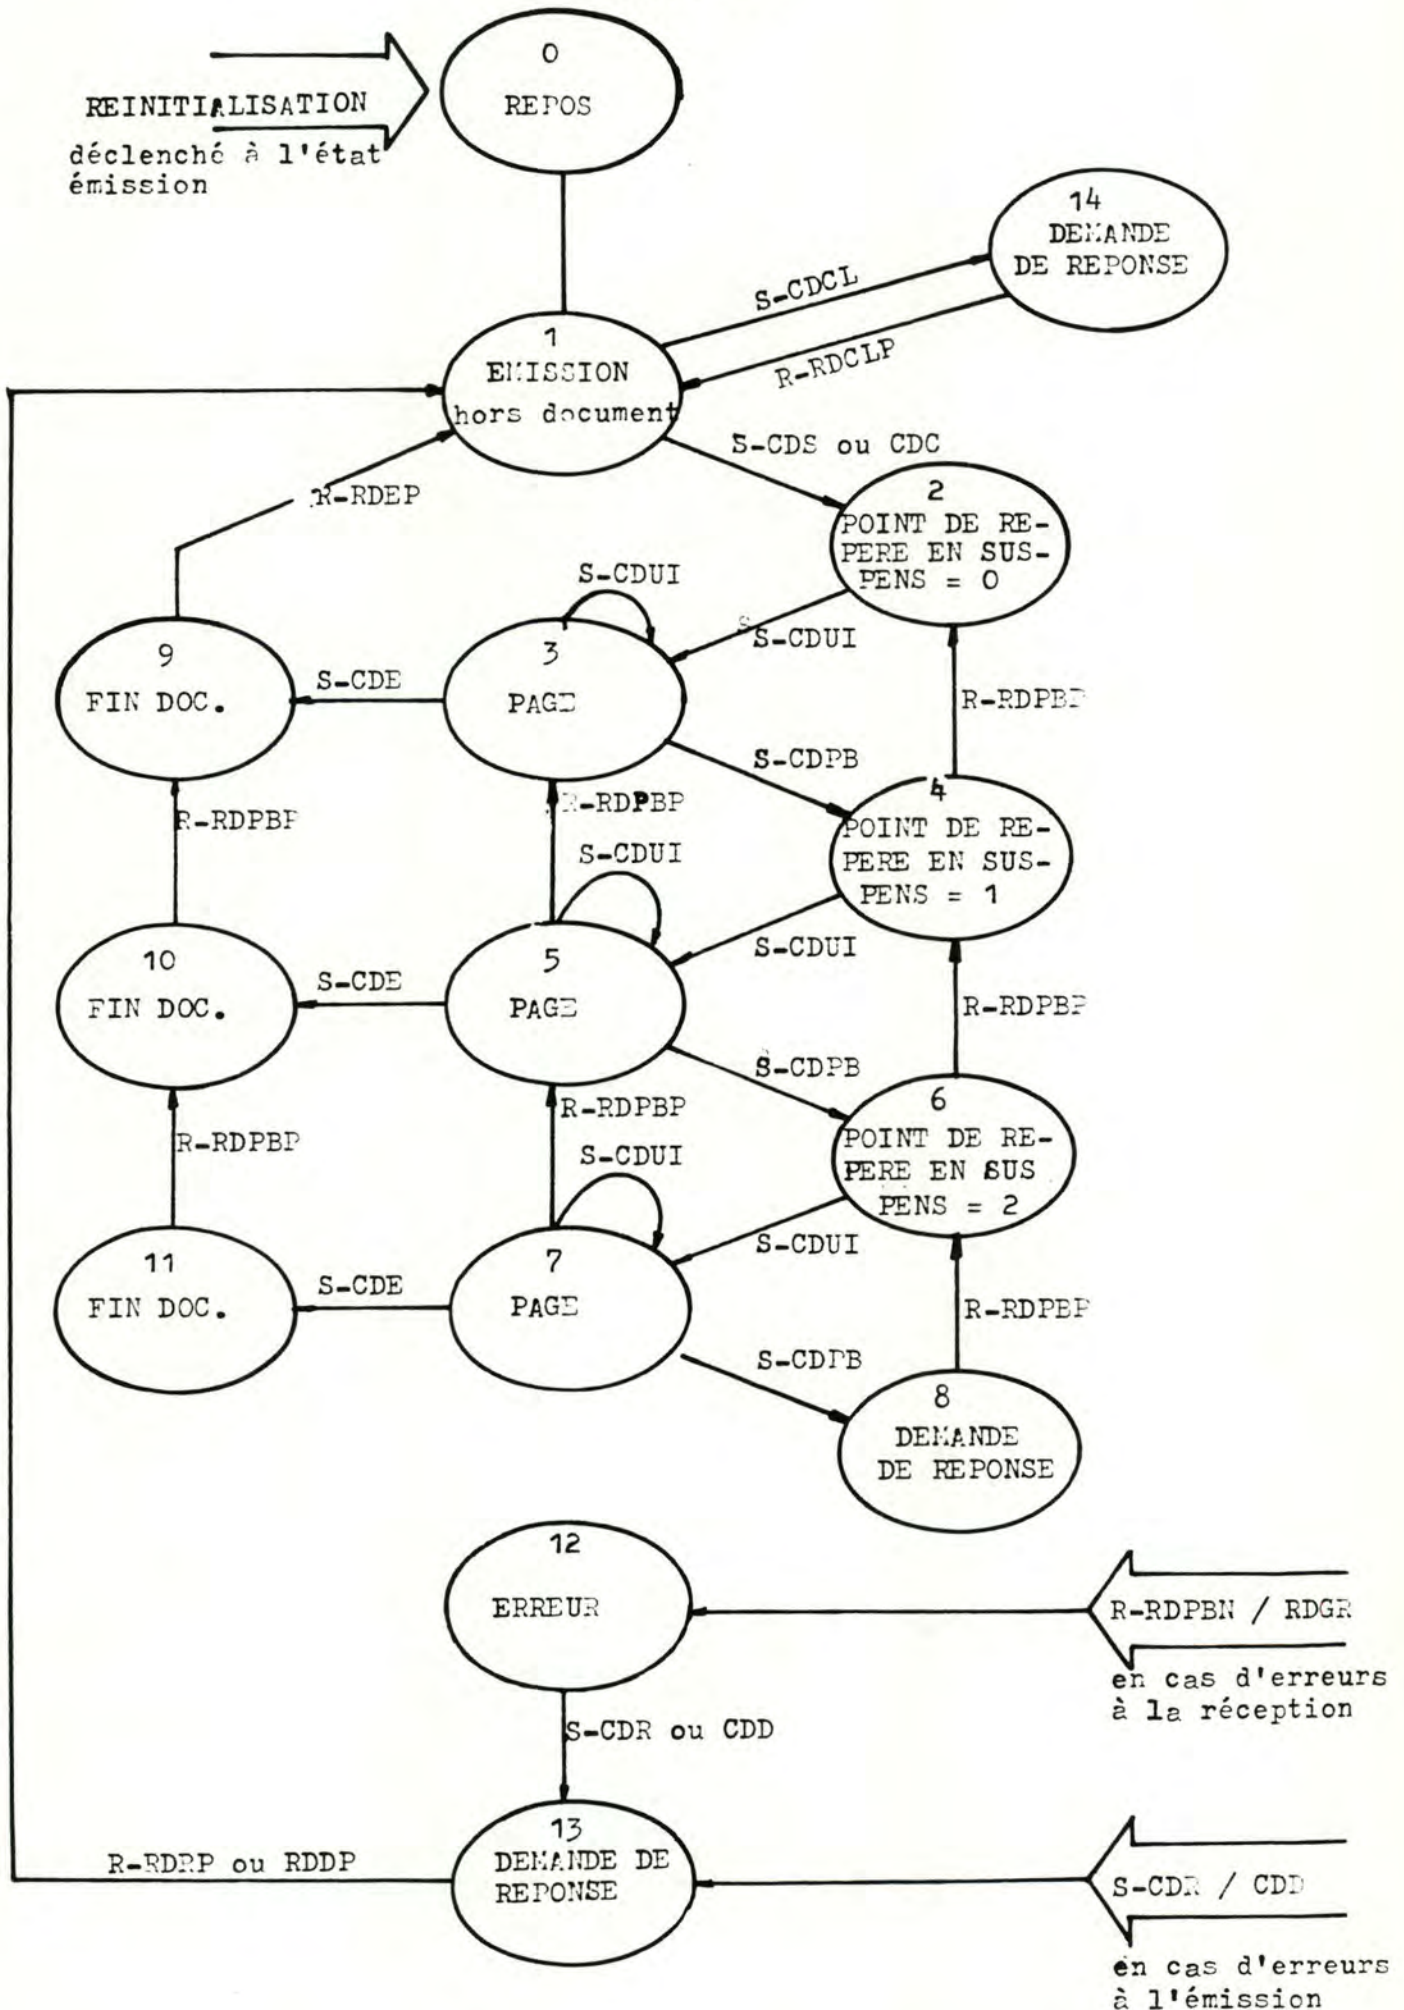 0
REPOS
REINITIALISATION
déclenché à l'état
émission
14
DEMANDE
DE REPONSE
S-CDCL
R-RDCLP
1
EMISSION
hors document
S-CDS ou CDC
2
POINT DE RE-
PERE EN SUS-
PENS = 0
R-RDEP
S-CDUI
S-CDUI
9
FIN DOC.
S-CDE
3
PAGE
R-RDPBP
S-CDPB
4
POINT DE RE-
PERE EN SUS-
PENS = 1
R-RDPBP
R-RDPBP
S-CDUI
S-CDUI
10
FIN DOC.
S-CDE
5
PAGE
R-RDPBP
S-CDPB
6
POINT DE RE-
PERE EN SUS
PENS = 2
R-RDPBP
R-RDPBP
S-CDUI
S-CDUI
11
FIN DOC.
S-CDE
7
PAGE
R-RDPBP
S-CDPB
8
DEMANDE
DE REPONSE
12
ERREUR
R-RDPBN / RDGR
en cas d'erreurs
à la réception
S-CDR ou CDD
13
DEMANDE DE
REPONSE
R-RDRP ou RDDP
S-CDR / CDD
en cas d'erreurs
à l'émission